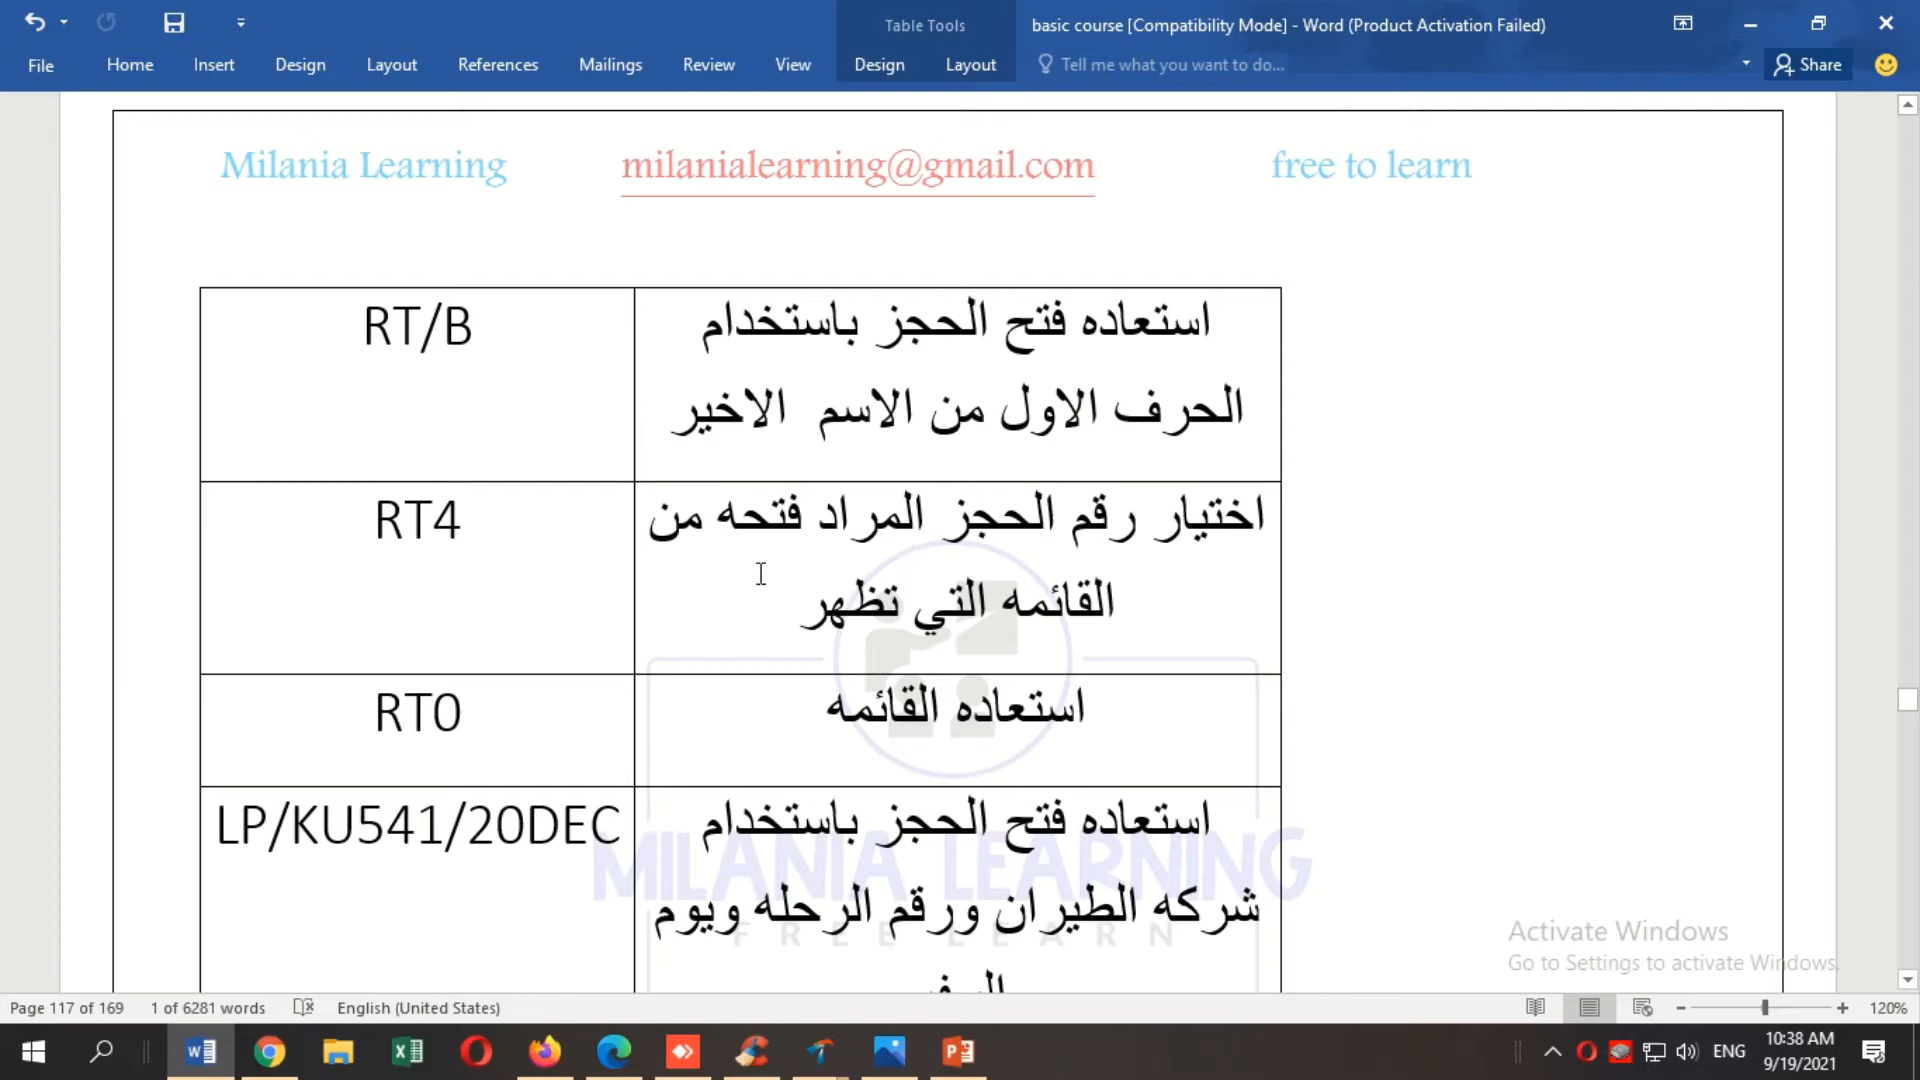 Table Tools
basic course [Compatibility Mode] - Word (Product Activation Failed)
File Home Insert Design Layout References Mailings Review View Design Layout Tell me what you want to do... Share
Milania Learning milanialearning@gmail.com free to learn
RT/B
استعاده فتح الحجز باستخدام
الحرف الاول من الاسم الاخير
RT4
اختيار رقم الحجز المراد فتحه من
القائمه التي تظهر
RT0
استعاده القائمه
LP/KU541/20DEC
استعاده فتح الحجز باستخدام
شركه الطيران ورقم الرحله ويوم
MILANIA LEARNING
FREE LEARN
Activate Windows
Go to Settings to activate Windows.
Page 117 of 169 1 of 6281 words English (United States) 120%
ENG
10:38 AM
9/19/2021